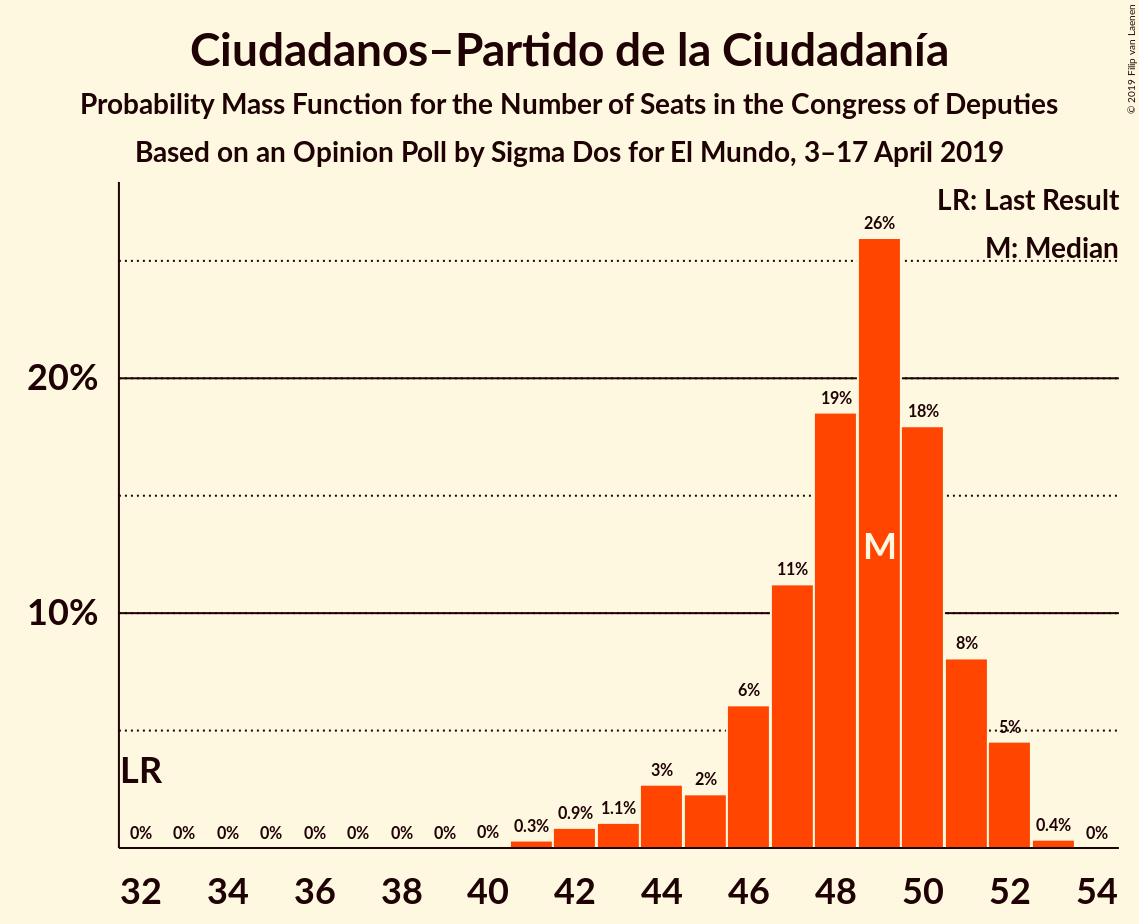 Ciudadanos–Partido de la Ciudadanía
Probability Mass Function for the Number of Seats in the Congress of Deputies
Based on an Opinion Poll by Sigma Dos for El Mundo, 3–17 April 2019
© 2019 Filip van Laenen
LR: Last Result
M: Median
20%
10%
26%
19%
18%
11%
8%
6%
5%
3%
2%
1.1%
0.9%
0.3%
0.4%
0% 0% 0% 0% 0% 0% 0% 0% 0% 0%
LR
M
32 34 36 38 40 42 44 46 48 50 52 54